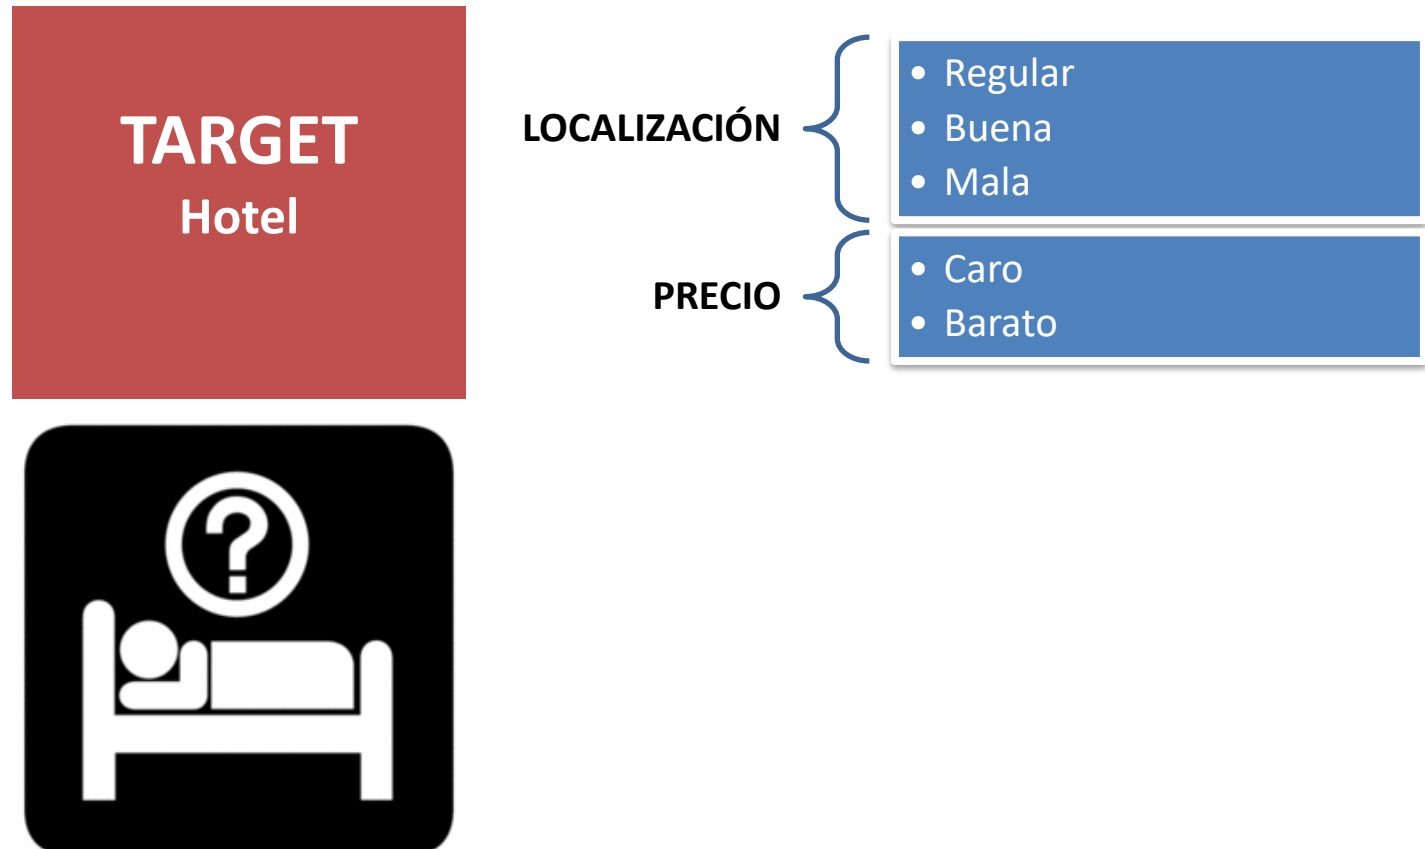 TARGET
Hotel
LOCALIZACIÓN
• Regular
• Buena
• Mala
PRECIO
• Caro
• Barato
?